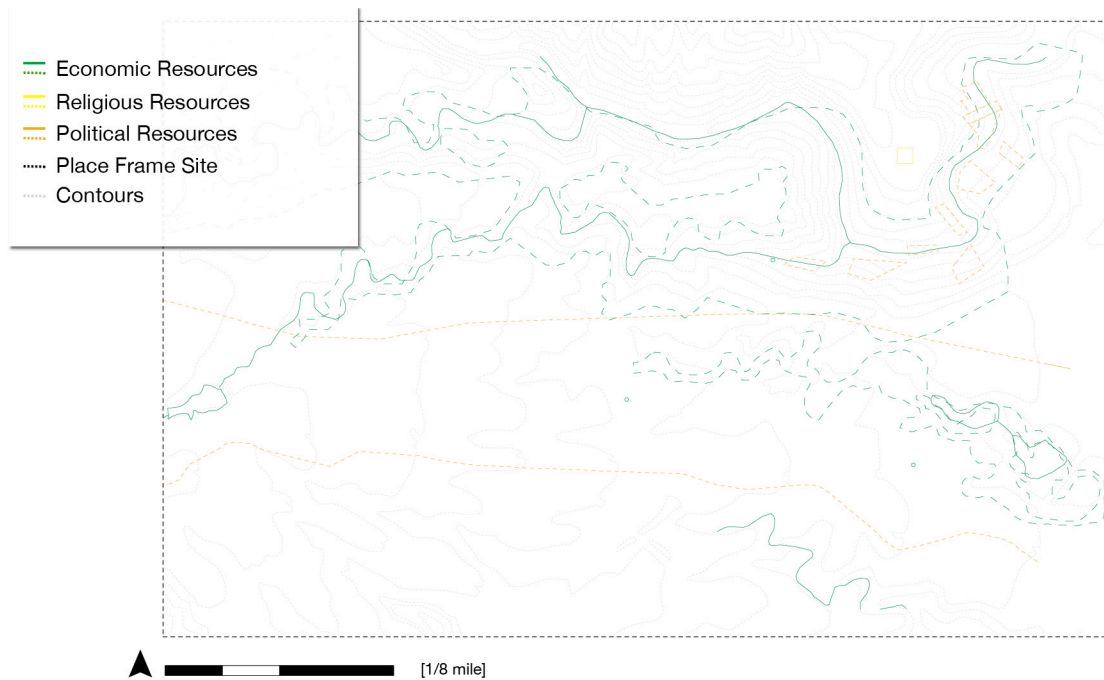 Economic Resources
Religious Resources
Political Resources
Place Frame Site
Contours
[1/8 mile]